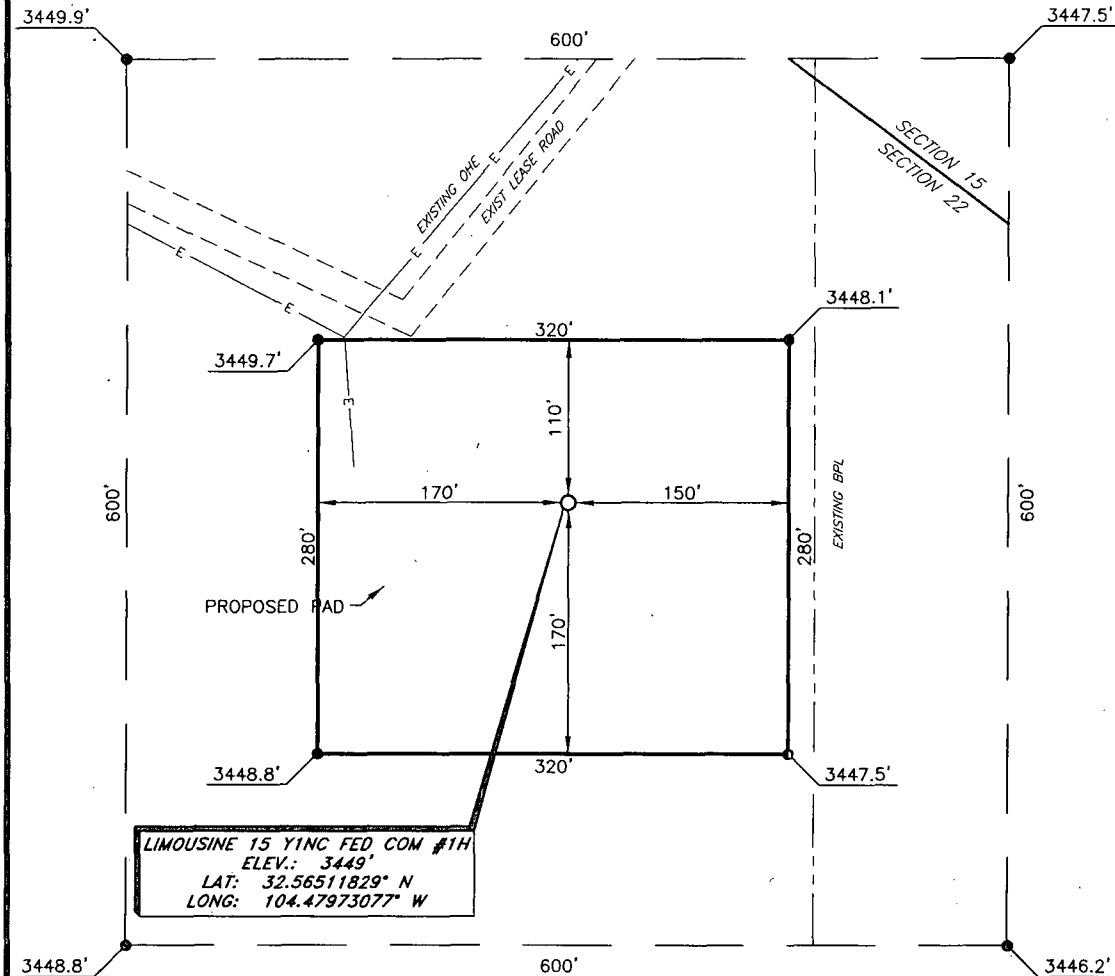 3449.9'
3447.5'
600'
E
E
EXISTING OHE
EXIST LEASE ROAD
SECTION 15
SECTION 22
E
E
E
3448.1'
320'
3449.7'
E
110'
600'
170'
150'
600'
EXISTING BPL
280'
280'
PROPOSED PAD
170'
3448.8'
320'
3447.5'
LIMOUSINE 15 Y1NC FED COM #1H
ELEV.: 3449'
LAT: 32.56511829° N
LONG: 104.47973077° W
3448.8'
600'
3446.2'